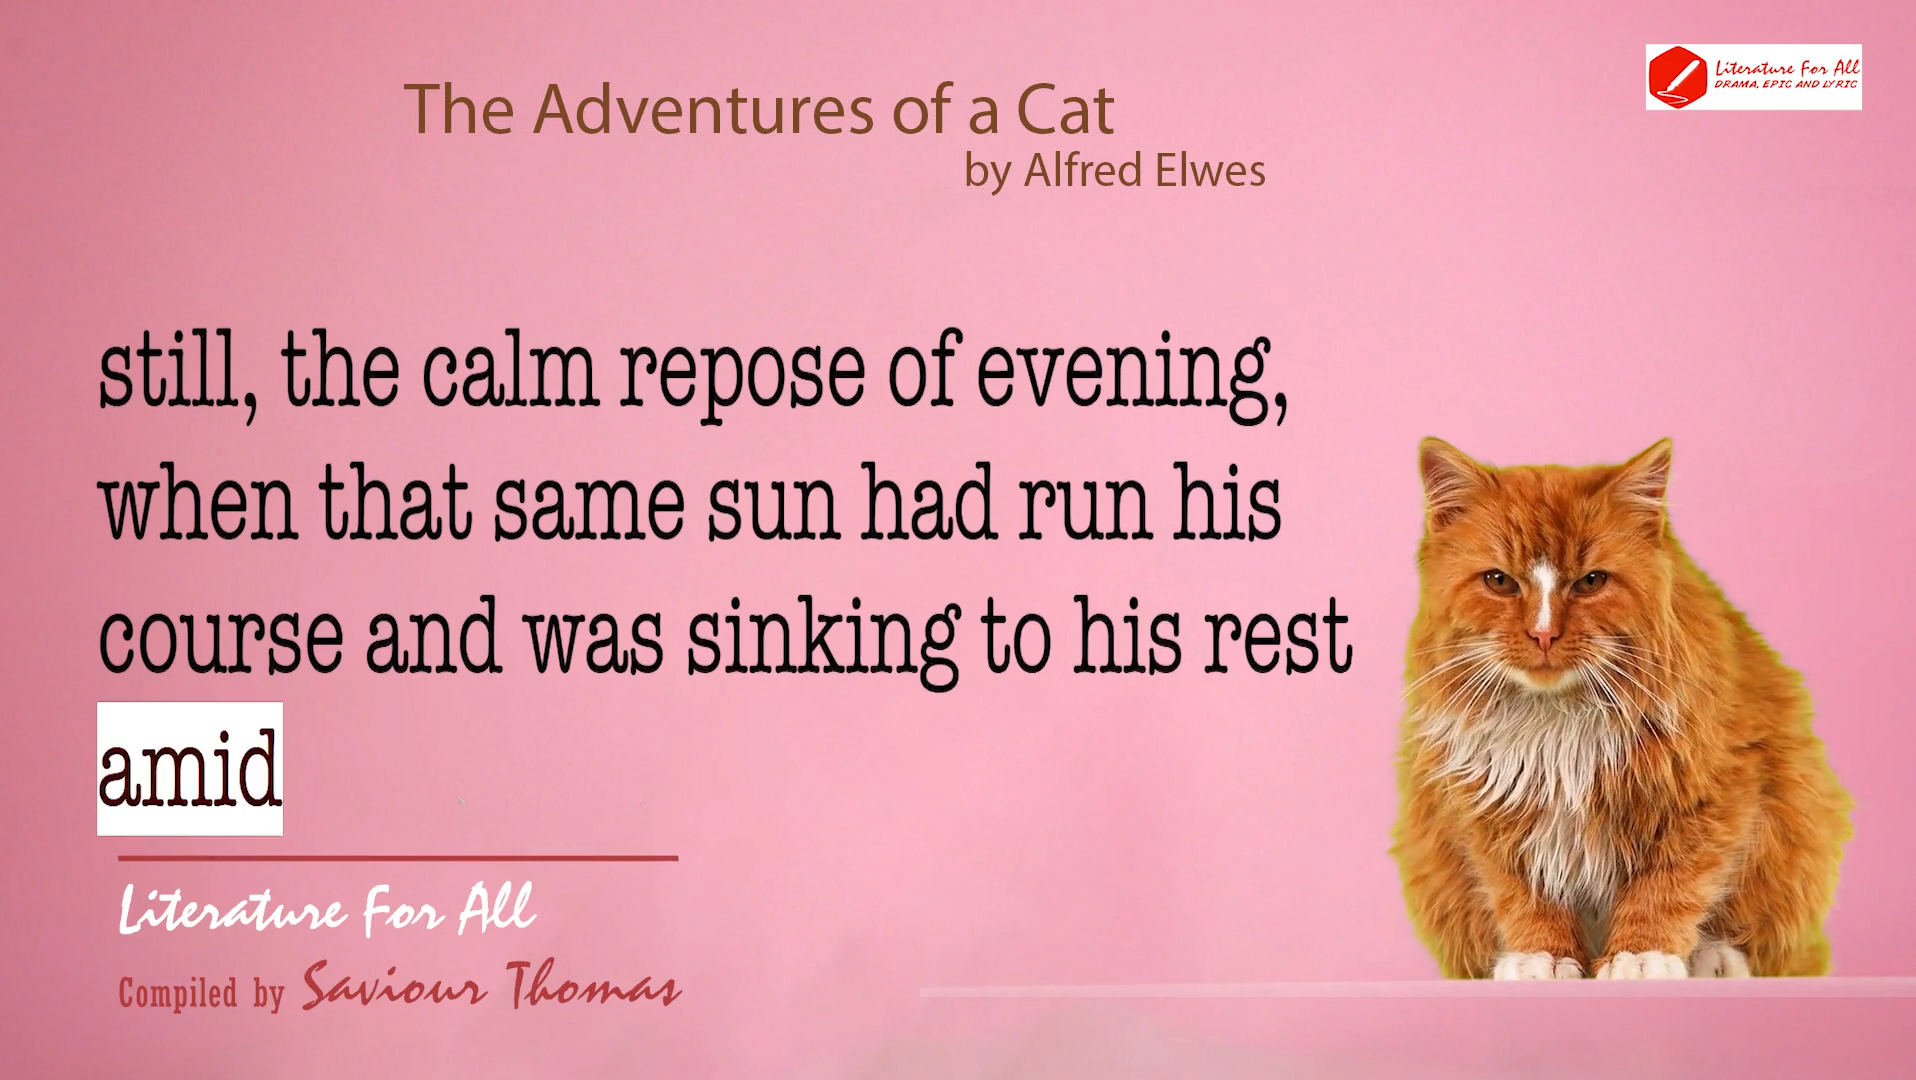 The Adventures of a Cat
by Alfred Elwes
Literature For All
DRAMA, EPIC AND LYRIC
still, the calm repose of evening,
when that same sun had run his
course and was sinking to his rest
amid
Literature For All
Compiled by Saviour Thomas